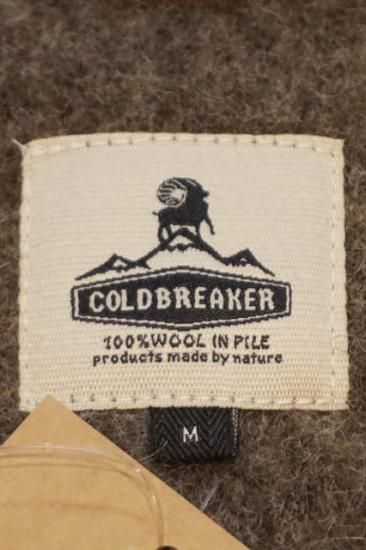 COLDBREAKER
100% WOOL IN PILE
products made by nature
M